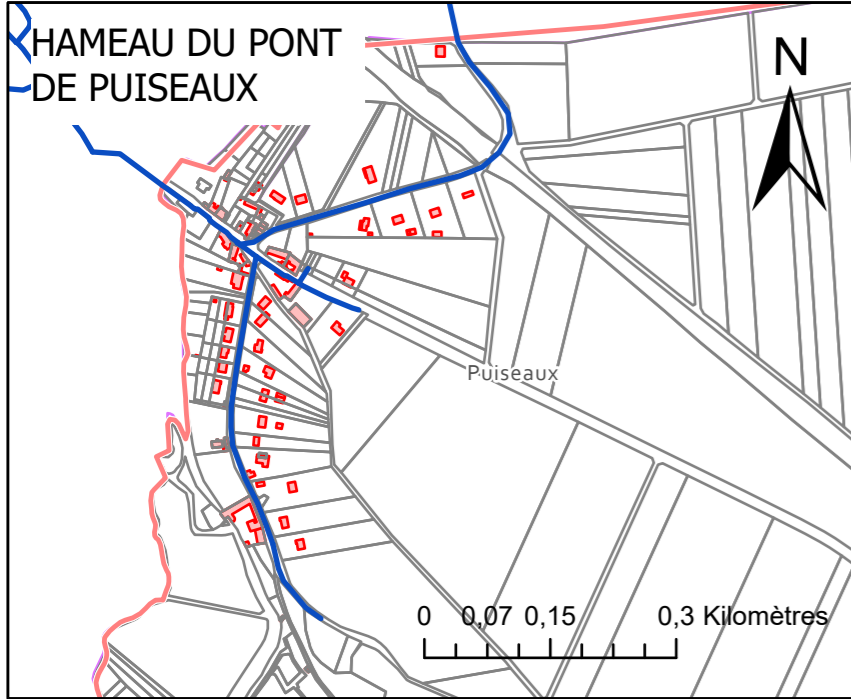 HAMEAU DU PONT
DE PUISEAUX
N
Puiseaux
0 0,07 0,15 0,3 Kilomètres